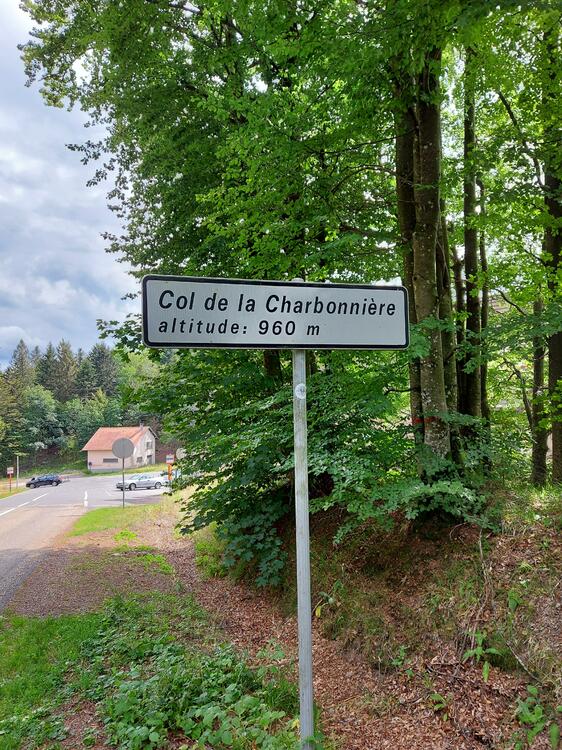 Col de la Charbonnière
altitude: 960 m